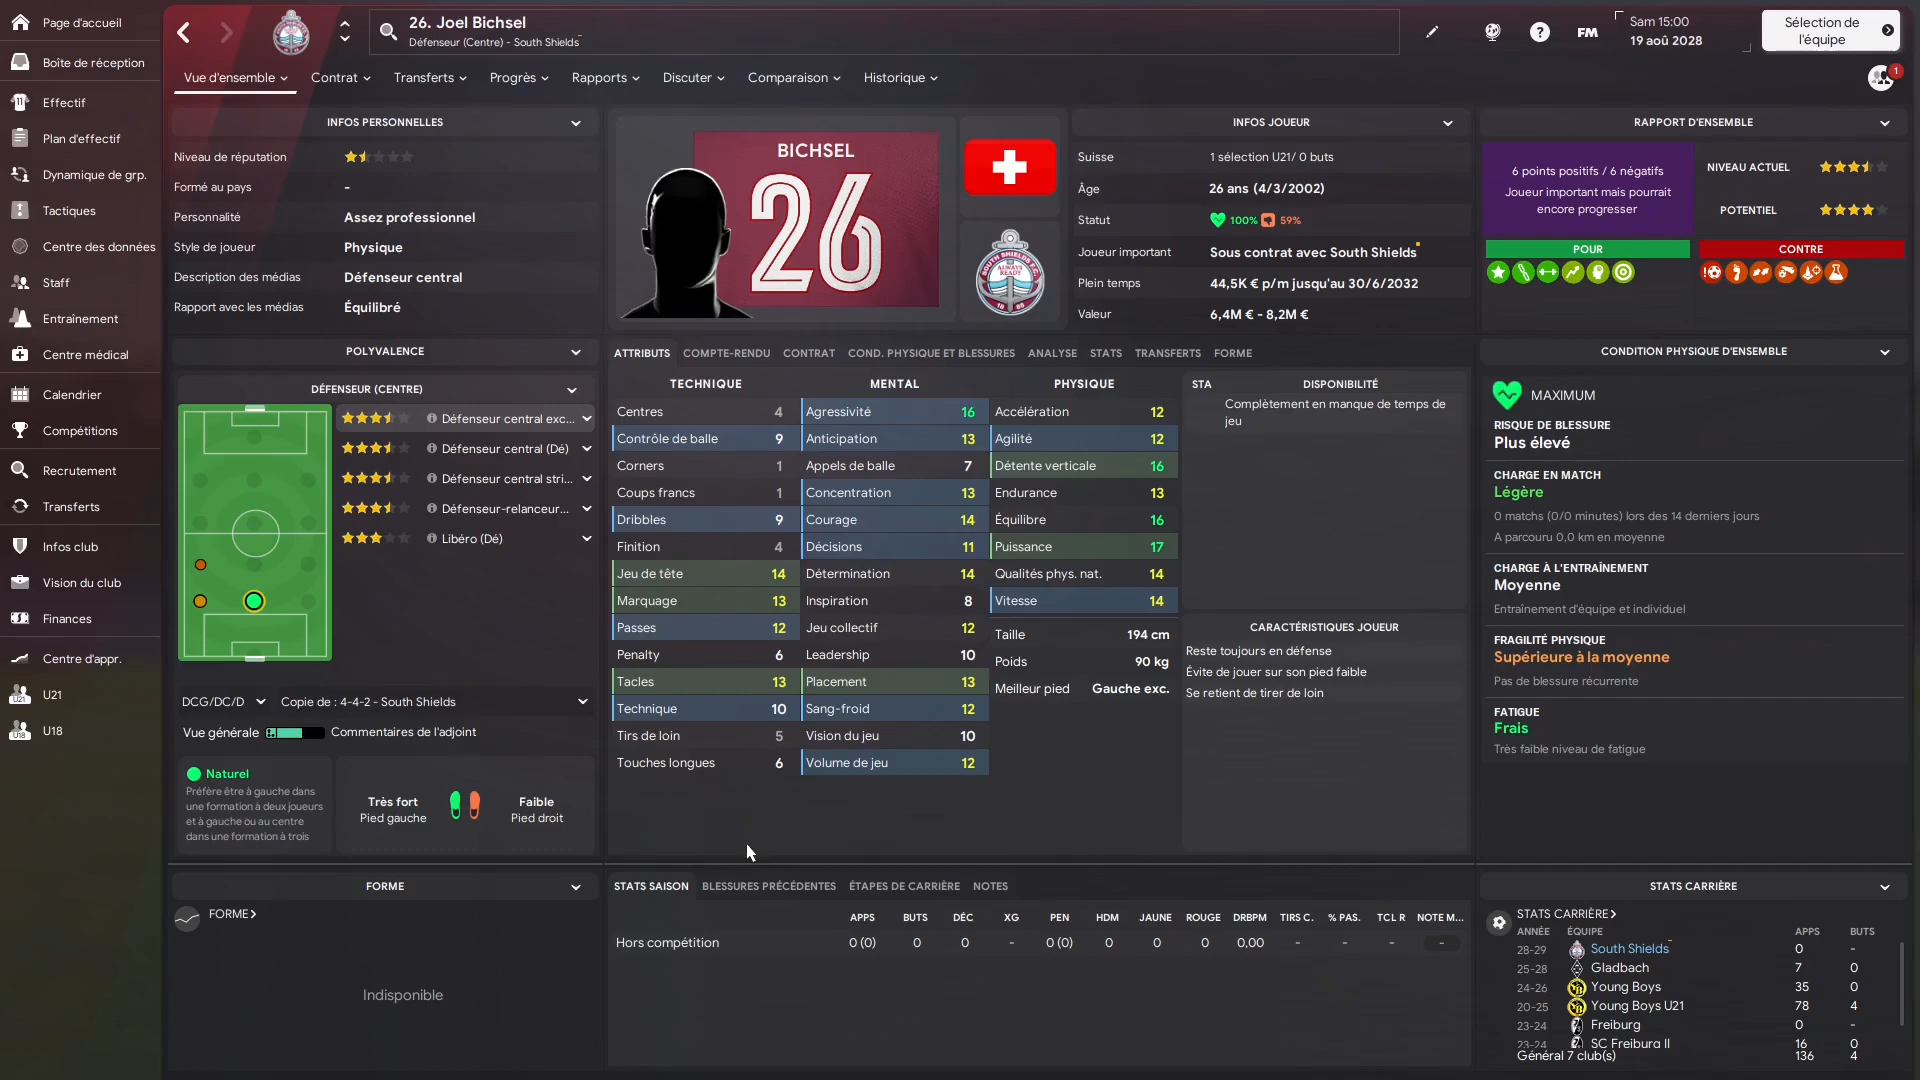 Page d'accueil
Boîte de réception
Effectif
Plan d'effectif
Dynamique de grp.
Tactiques
Centre des données
Staff
Entraînement
Centre médical
Calendrier
Compétitions
Recrutement
Transferts
Infos club
Vision du club
Finances
Centre d'appr.
U21
U18
26. Joel Bichsel
Défenseur (Centre) - South Shields
FM
Sam 15:00
19 aoû 2028
Sélection de
l'équipe
Vue d'ensemble
Contrat
Transferts
Progrès
Rapports
Discuter
Comparaison
Historique
1
INFOS PERSONNELLES
Niveau de réputation
Formé au pays -
Personnalité Assez professionnel
Style de joueur Physique
Description des médias Défenseur central
Rapport avec les médias Équilibré
BICHSEL
26
SOUTH SHIELDS F.C.
ALWAYS READY
INFOS JOUEUR
Suisse 1 sélection U21/ 0 buts
Âge 26 ans (4/3/2002)
Statut 100% 59%
Joueur important Sous contrat avec South Shields
Plein temps 44,5K € p/m jusqu'au 30/6/2032
Valeur 6,4M € - 8,2M €
RAPPORT D'ENSEMBLE
6 points positifs / 6 négatifs
Joueur important mais pourrait
encore progresser
NIVEAU ACTUEL
POTENTIEL
POUR
CONTRE
POLYVALENCE
DÉFENSEUR (CENTRE)
Défenseur central exc...
Défenseur central (Dé)
Défenseur central stri...
Défenseur-relanceur...
Libéro (Dé)
DCG/DC/D
Copie de : 4-4-2 - South Shields
Vue générale
Commentaires de l'adjoint
Naturel
Préfère être à gauche dans
une formation à deux joueurs
et à gauche ou au centre
dans une formation à trois
Très fort
Pied gauche
Faible
Pied droit
ATTRIBUTS COMPTE-RENDU CONTRAT COND. PHYSIQUE ET BLESSURES ANALYSE STATS TRANSFERTS FORME
TECHNIQUE
Centres 4
Contrôle de balle 9
Corners 1
Coups francs 1
Dribbles 9
Finition 4
Jeu de tête 14
Marquage 13
Passes 12
Penalty 6
Tacles 13
Technique 10
Tirs de loin 5
Touches longues 6
MENTAL
Agressivité 16
Anticipation 13
Appels de balle 7
Concentration 13
Courage 14
Décisions 11
Détermination 14
Inspiration 8
Jeu collectif 12
Leadership 10
Placement 13
Sang-froid 12
Vision du jeu 10
Volume de jeu 12
PHYSIQUE
Accélération 12
Agilité 12
Détente verticale 16
Endurance 13
Équilibre 16
Puissance 17
Qualités phys. nat. 14
Vitesse 14
Taille 194 cm
Poids 90 kg
Meilleur pied Gauche exc.
STA DISPONIBILITÉ
Complètement en manque de temps de
jeu
CARACTÉRISTIQUES JOUEUR
Reste toujours en défense
Évite de jouer sur son pied faible
Se retient de tirer de loin
CONDITION PHYSIQUE D'ENSEMBLE
MAXIMUM
RISQUE DE BLESSURE
Plus élevé
CHARGE EN MATCH
Légère
0 matchs (0/0 minutes) lors des 14 derniers jours
A parcouru 0,0 km en moyenne
CHARGE À L'ENTRAÎNEMENT
Moyenne
Entraînement d'équipe et individuel
FRAGILITÉ PHYSIQUE
Supérieure à la moyenne
Pas de blessure récurrente
FATIGUE
Frais
Très faible niveau de fatigue
FORME
FORME
Indisponible
STATS SAISON BLESSURES PRÉCÉDENTES ÉTAPES DE CARRIÈRE NOTES
APPS BUTS DÉC XG PEN HDM JAUNE ROUGE DRBPM TIRS C. % PAS. TCL R NOTE M...
Hors compétition 0 (0) 0 0 - 0 (0) 0 0 0 0,00 - - - -
STATS CARRIÈRE
STATS CARRIÈRE
ANNÉE ÉQUIPE APPS BUTS
28-29 South Shields 0 -
25-28 Gladbach 7 0
24-26 Young Boys 35 0
20-25 Young Boys U21 78 4
23-24 Freiburg 0 -
23-24 SC Freiburg II 16 0
Général 7 club(s) 136 4